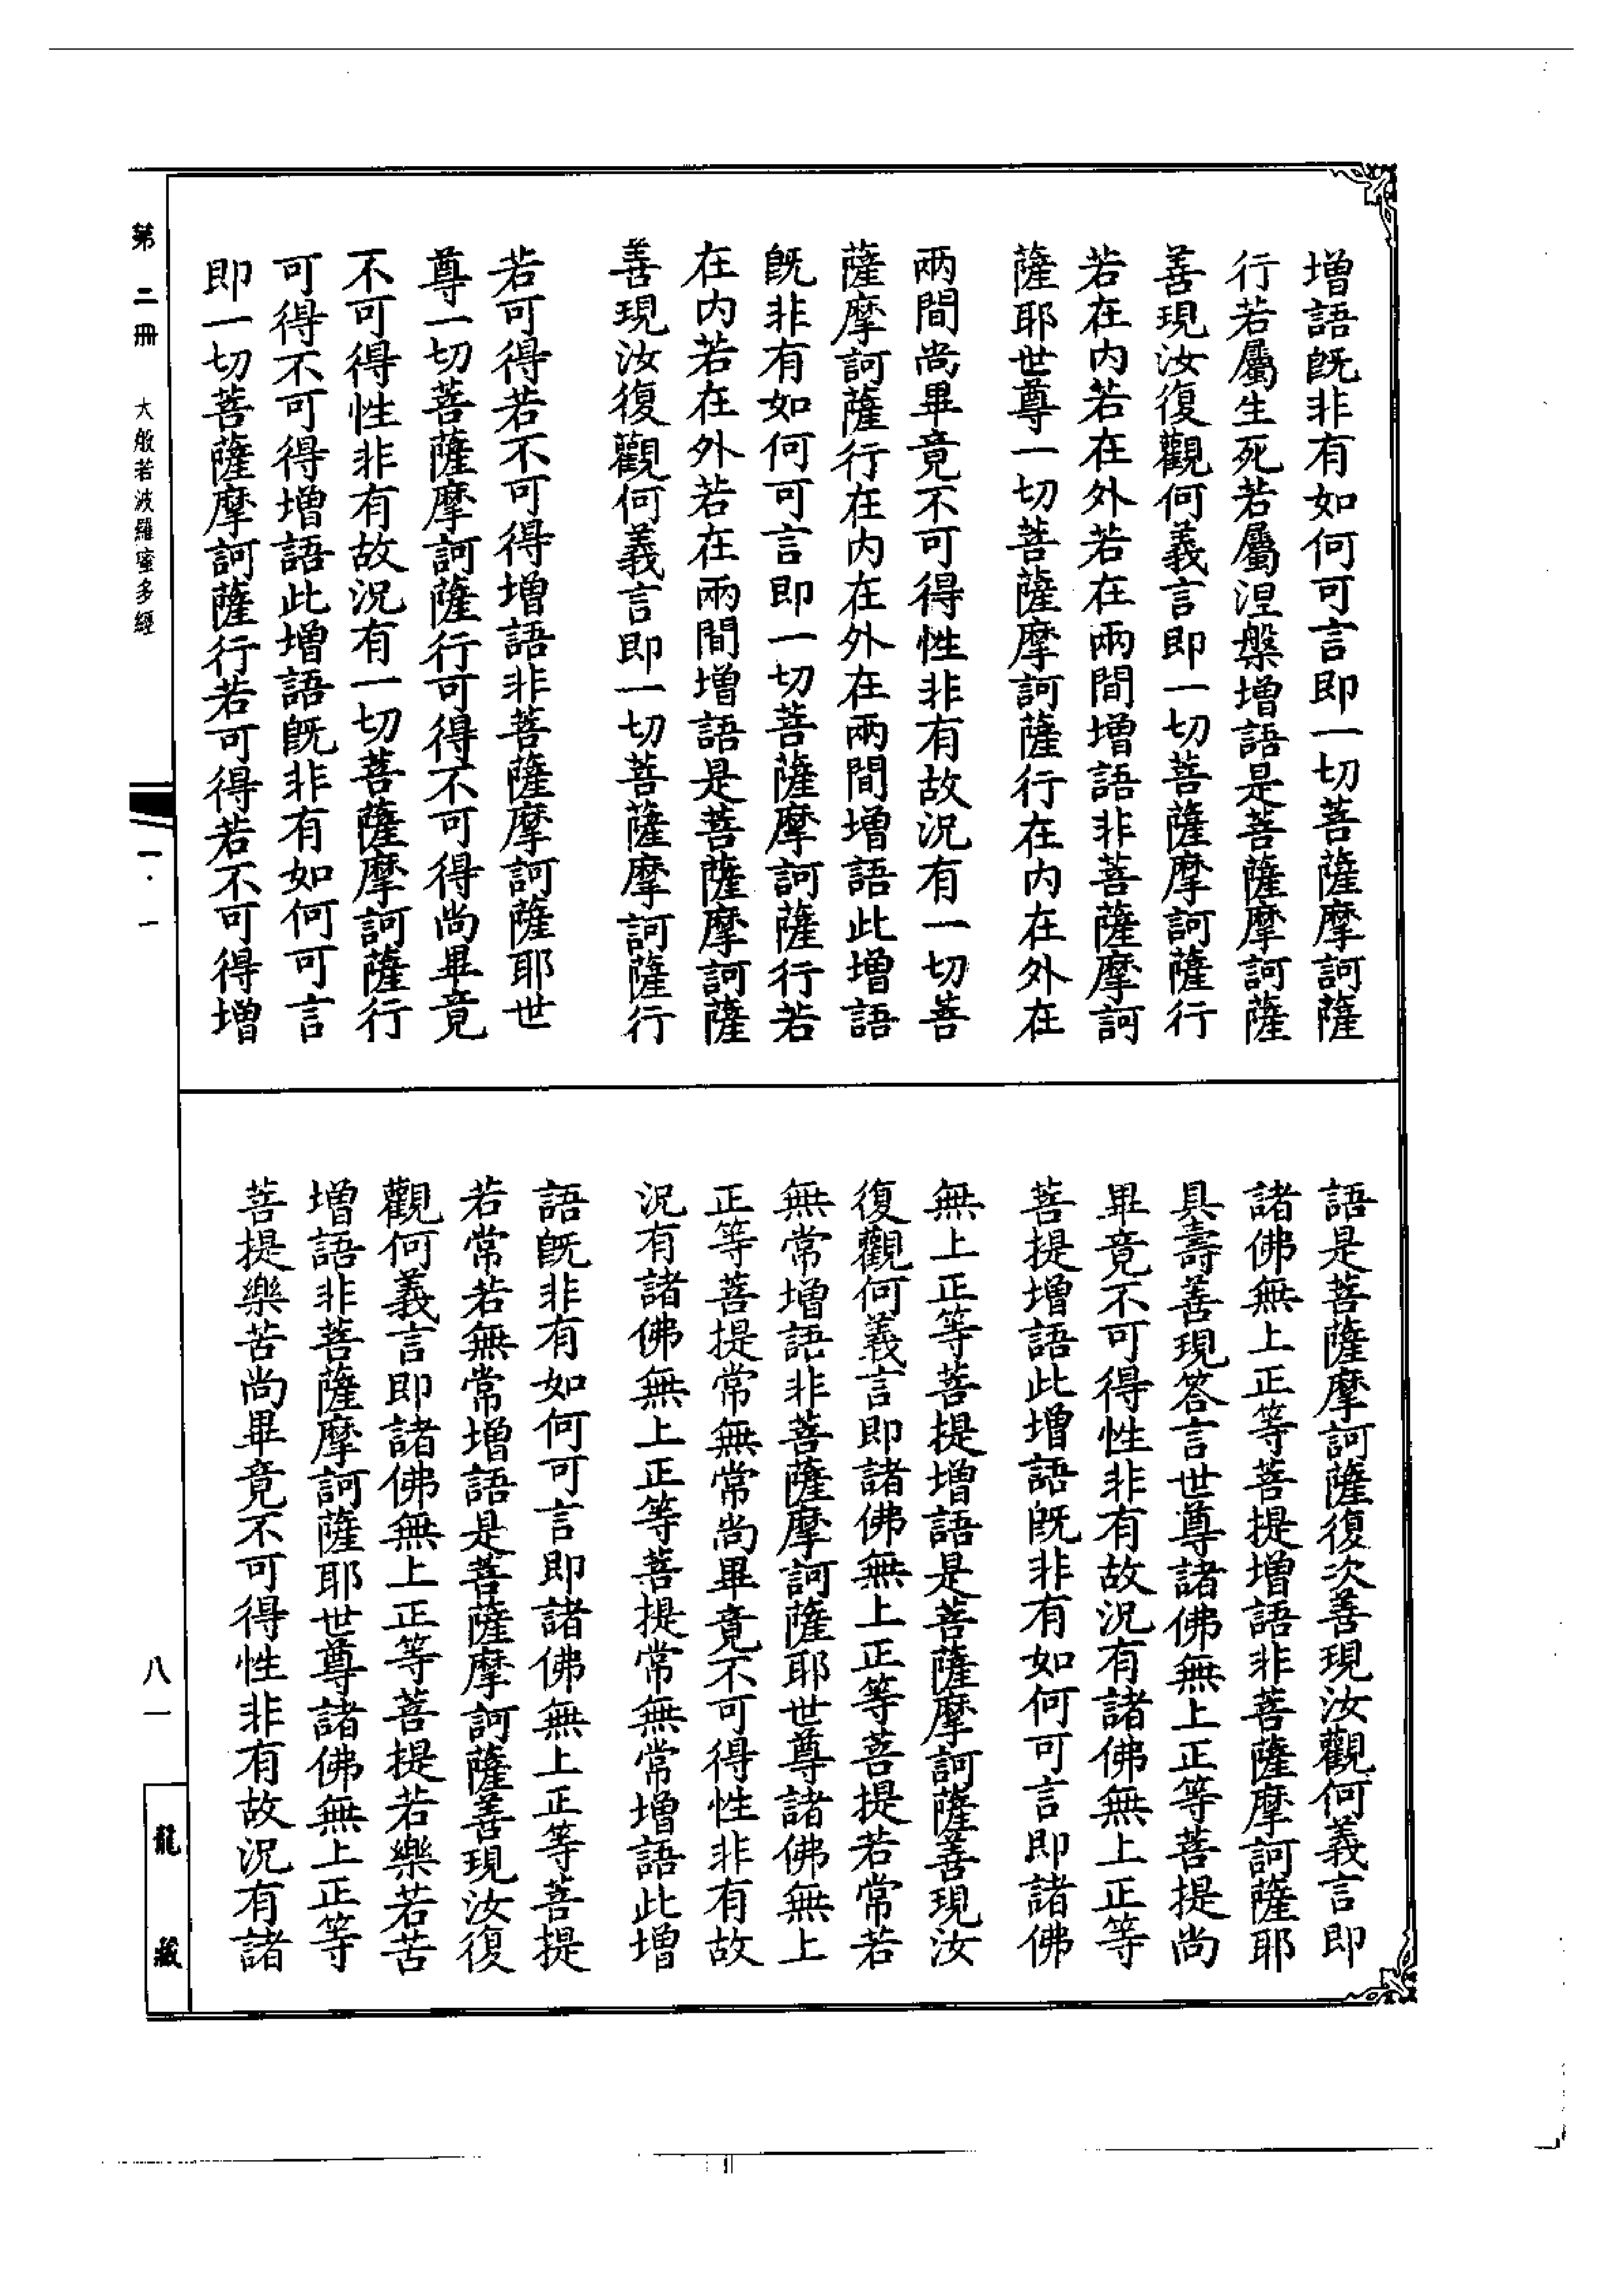 增語旣非有如何可言即一切菩薩摩訶薩
行若屬生死若屬涅槃增語是菩薩摩訶薩
善現汝復觀何義言即一切菩薩摩訶薩行
若在内若在外若在兩間增語非菩薩摩訶
薩耶世尊一切菩薩摩訶薩行在内在外在
兩間尚畢竟不可得性非有故況有一切菩
薩摩訶薩行在内在外在兩間增語此增語
旣非有如何可言即一切菩薩摩訶薩行若
在内若在外若在兩間增語是菩薩摩訶薩
善現汝復觀何義言即一切菩薩摩訶薩行
若可得若不可得增語非菩薩摩訶薩耶世
尊一切菩薩摩訶薩行可得不可得尚畢竟
不可得性非有故況有一切菩薩摩訶薩行
可得不可得增語此增語旣非有如何可言
即一切菩薩摩訶薩行若可得若不可得增
語是菩薩摩訶薩復次善現汝觀何義言即
諸佛無上正等菩提增語非菩薩摩訶薩耶
具壽善現答言世尊諸佛無上正等菩提尚
畢竟不可得性非有故況有諸佛無上正等
菩提增語此增語旣非有如何可言即諸佛
無上正等菩提增語是菩薩摩訶薩善現汝
復觀何義言即諸佛無上正等菩提若常若
無常增語非菩薩摩訶薩耶世尊諸佛無上
正等菩提常無常尚畢竟不可得性非有故
況有諸佛無上正等菩提常無常增語此增
語旣非有如何可言即諸佛無上正等菩提
若常若無常增語是菩薩摩訶薩善現汝復
觀何義言即諸佛無上正等菩提若樂若苦
增語非菩薩摩訶薩耶世尊諸佛無上正等
菩提樂苦尚畢竟不可得性非有故況有諸
第二冊 大般若波羅蜜多經 一·一 八一 龍藏